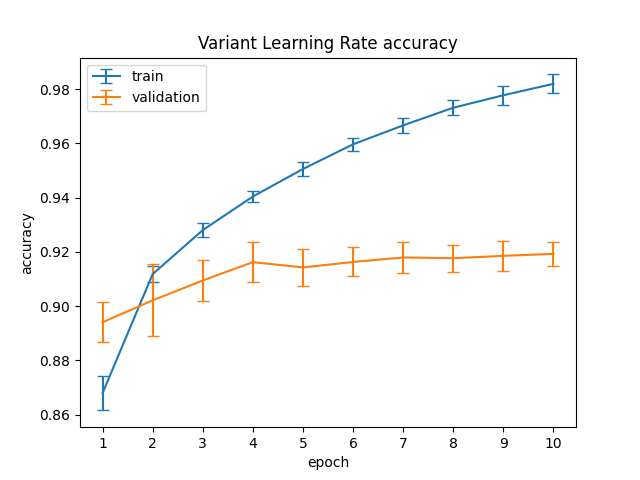 Variant Learning Rate accuracy
train
validation
0.98
0.96
0.94
0.92
0.90
0.88
0.86
accuracy
1 2 3 4 5 6 7 8 9 10
epoch